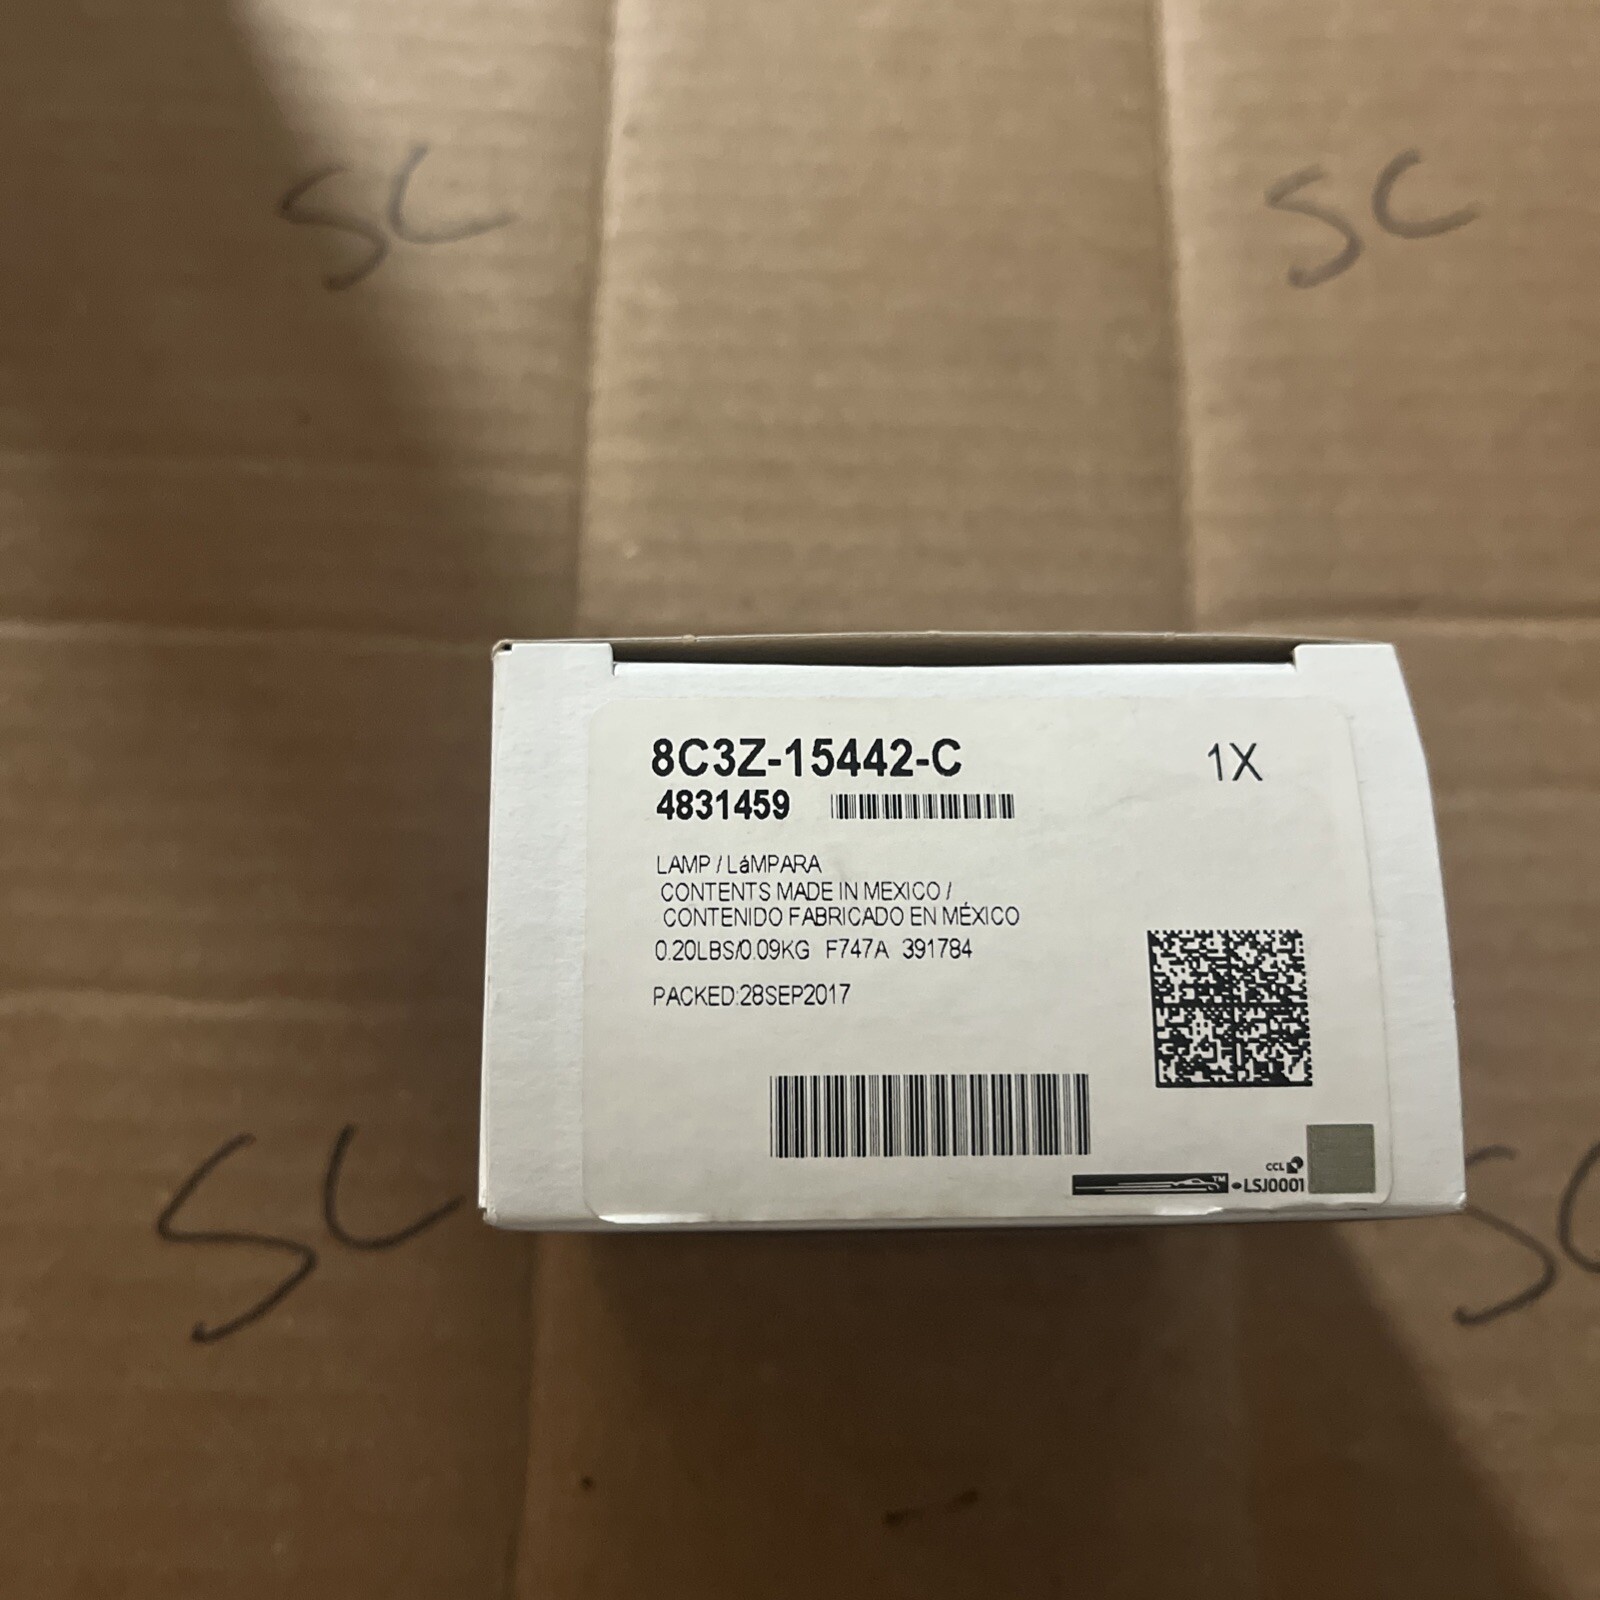 SC
SC
8C3Z-15442-C
1X
4831459
LAMP / LáMPARA
CONTENTS MADE IN MEXICO /
CONTENIDO FABRICADO EN MÉXICO
0.20LBS/0.09KG F747A 391784
PACKED:28SEP2017
CCL
TM
•LSJ0001
SC
SC